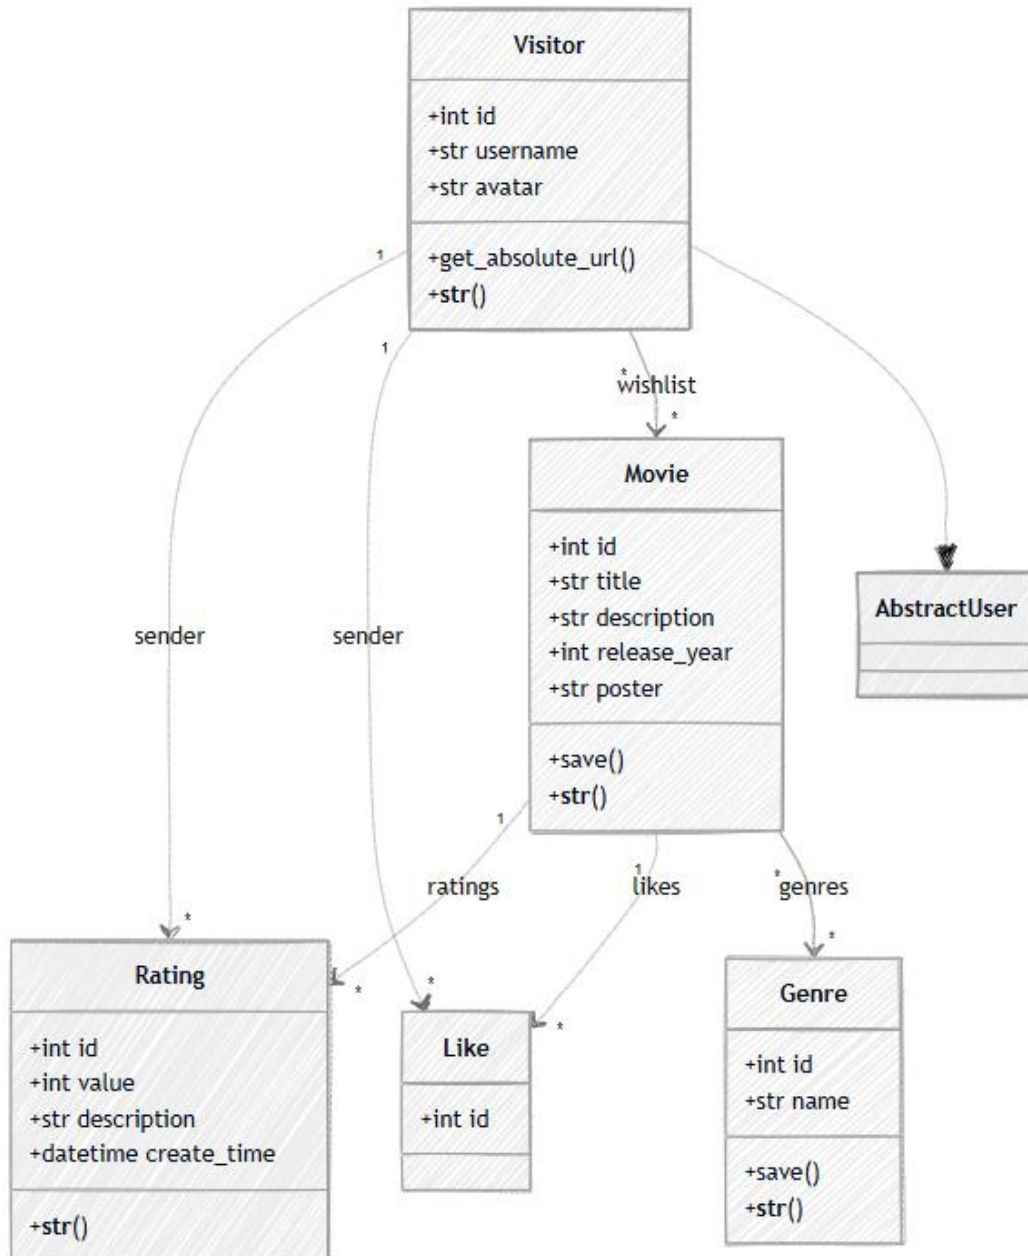 Visitor
+int id
+str username
+str avatar
+get_absolute_url()
+str()
1
1
*
wishlist
*
Movie
+int id
+str title
+str description
+int release_year
+str poster
+save()
+str()
AbstractUser
sender
sender
1
1
*
ratings
likes
genres
*
*
*
*
*
Rating
+int id
+int value
+str description
+datetime create_time
+str()
Like
+int id
Genre
+int id
+str name
+save()
+str()